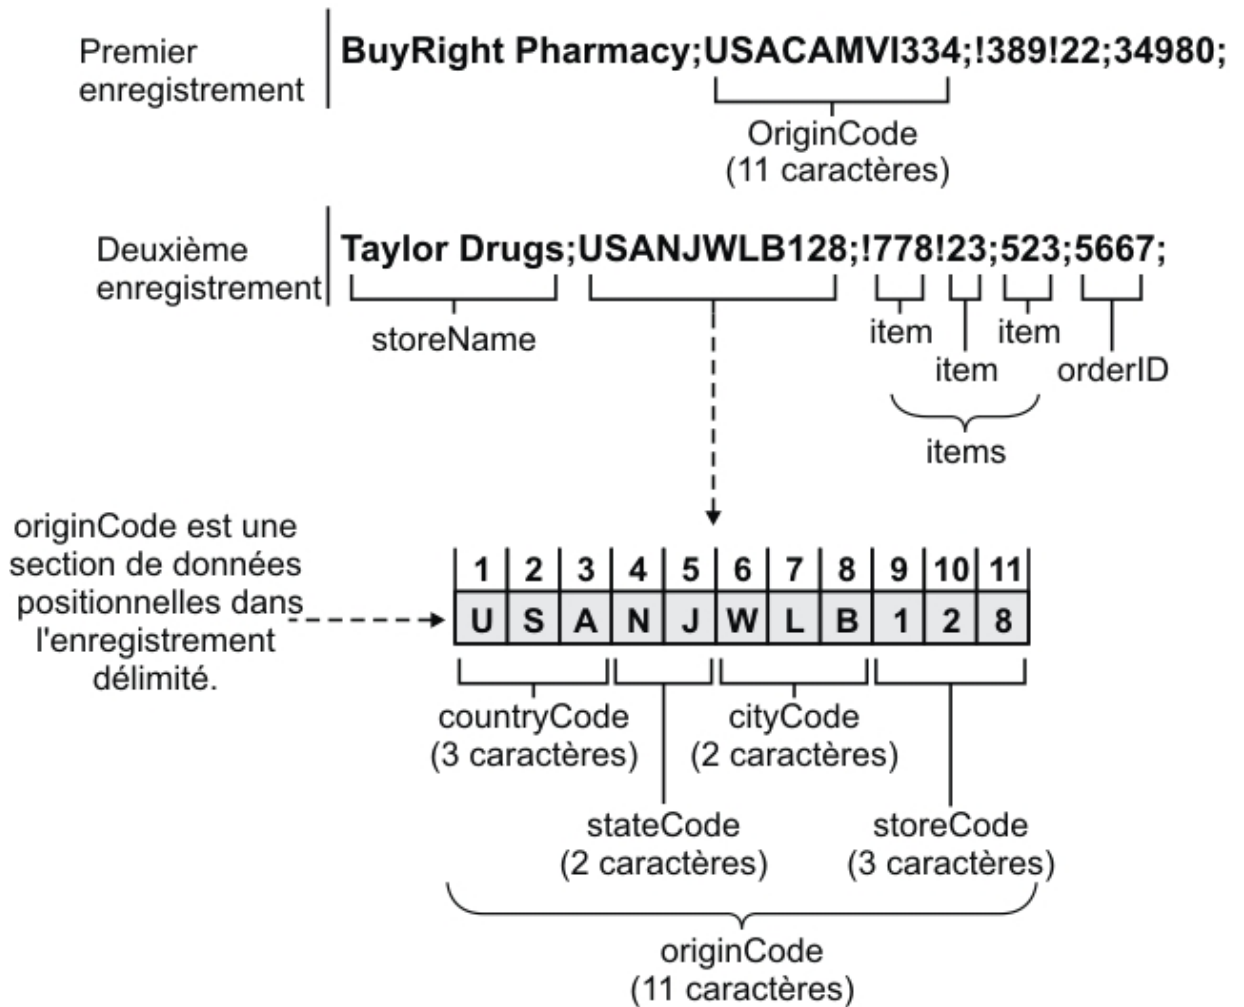 Premier
enregistrement
BuyRight Pharmacy;USACAMVI334;!389!22;34980;
OriginCode
(11 caractères)
Deuxième
enregistrement
Taylor Drugs;USANJWLB128;!778!23;523;5667;
storeName
item
item
item
orderID
items
originCode est une
section de données
positionnelles dans
l'enregistrement
délimité.
1 2 3 4 5 6 7 8 9 10 11
U S A N J W L B 1 2 8
countryCode
(3 caractères)
cityCode
(2 caractères)
stateCode
(2 caractères)
storeCode
(3 caractères)
originCode
(11 caractères)